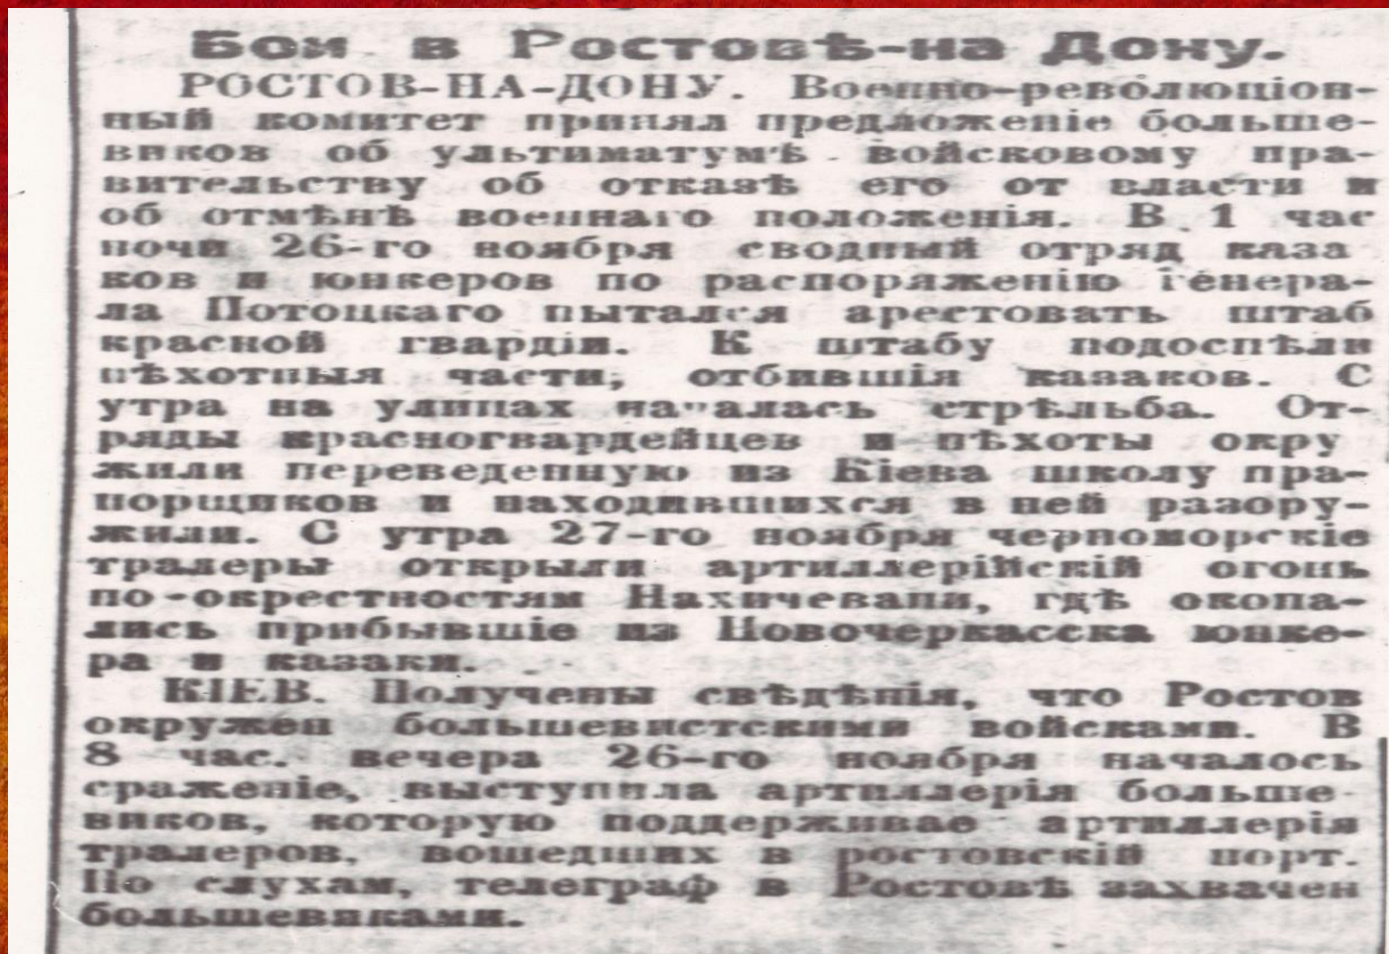 Бои в Ростовѣ-на Дону.
РОСТОВ-НА-ДОНУ. Военно-революціон-
ный комитет принял предложеніе больше-
виков об ультиматумѣ войсковому пра-
вительству об отказѣ его от власти и
об отмѣнѣ военнаго положенія. В 1 час
ночи 26-го ноября сводный отряд каза
ков и юнкеров по распоряженію генера-
ла Потоцкаго пытался арестовать штаб
красной гвардіи. К штабу подоспѣли
пѣхотныя части, отбившія казаков. С
утра на улицах началась стрѣльба. От-
ряды красногвардейцев и пѣхоты окру
жили переведенную из Кіева школу пра-
порщиков и находившихся в ней разору-
жили. С утра 27-го ноября черноморскіе
тралеры открыли артиллерійскій огонь
по-окрестностям Нахичевани, гдѣ окопа-
лись прибывшіе из Новочеркасска юнке-
ра и казаки.
КІЕВ. Получены свѣдѣнія, что Ростов
окружен большевистскими войсками. В
8 час. вечера 26-го ноября началось
сраженіе, выступила артиллерія больше-
виков, которую поддерживае артиллерія
тралеров, вошедших в ростовскій порт.
По слухам, телеграф в Ростовѣ захвачен
большевиками.